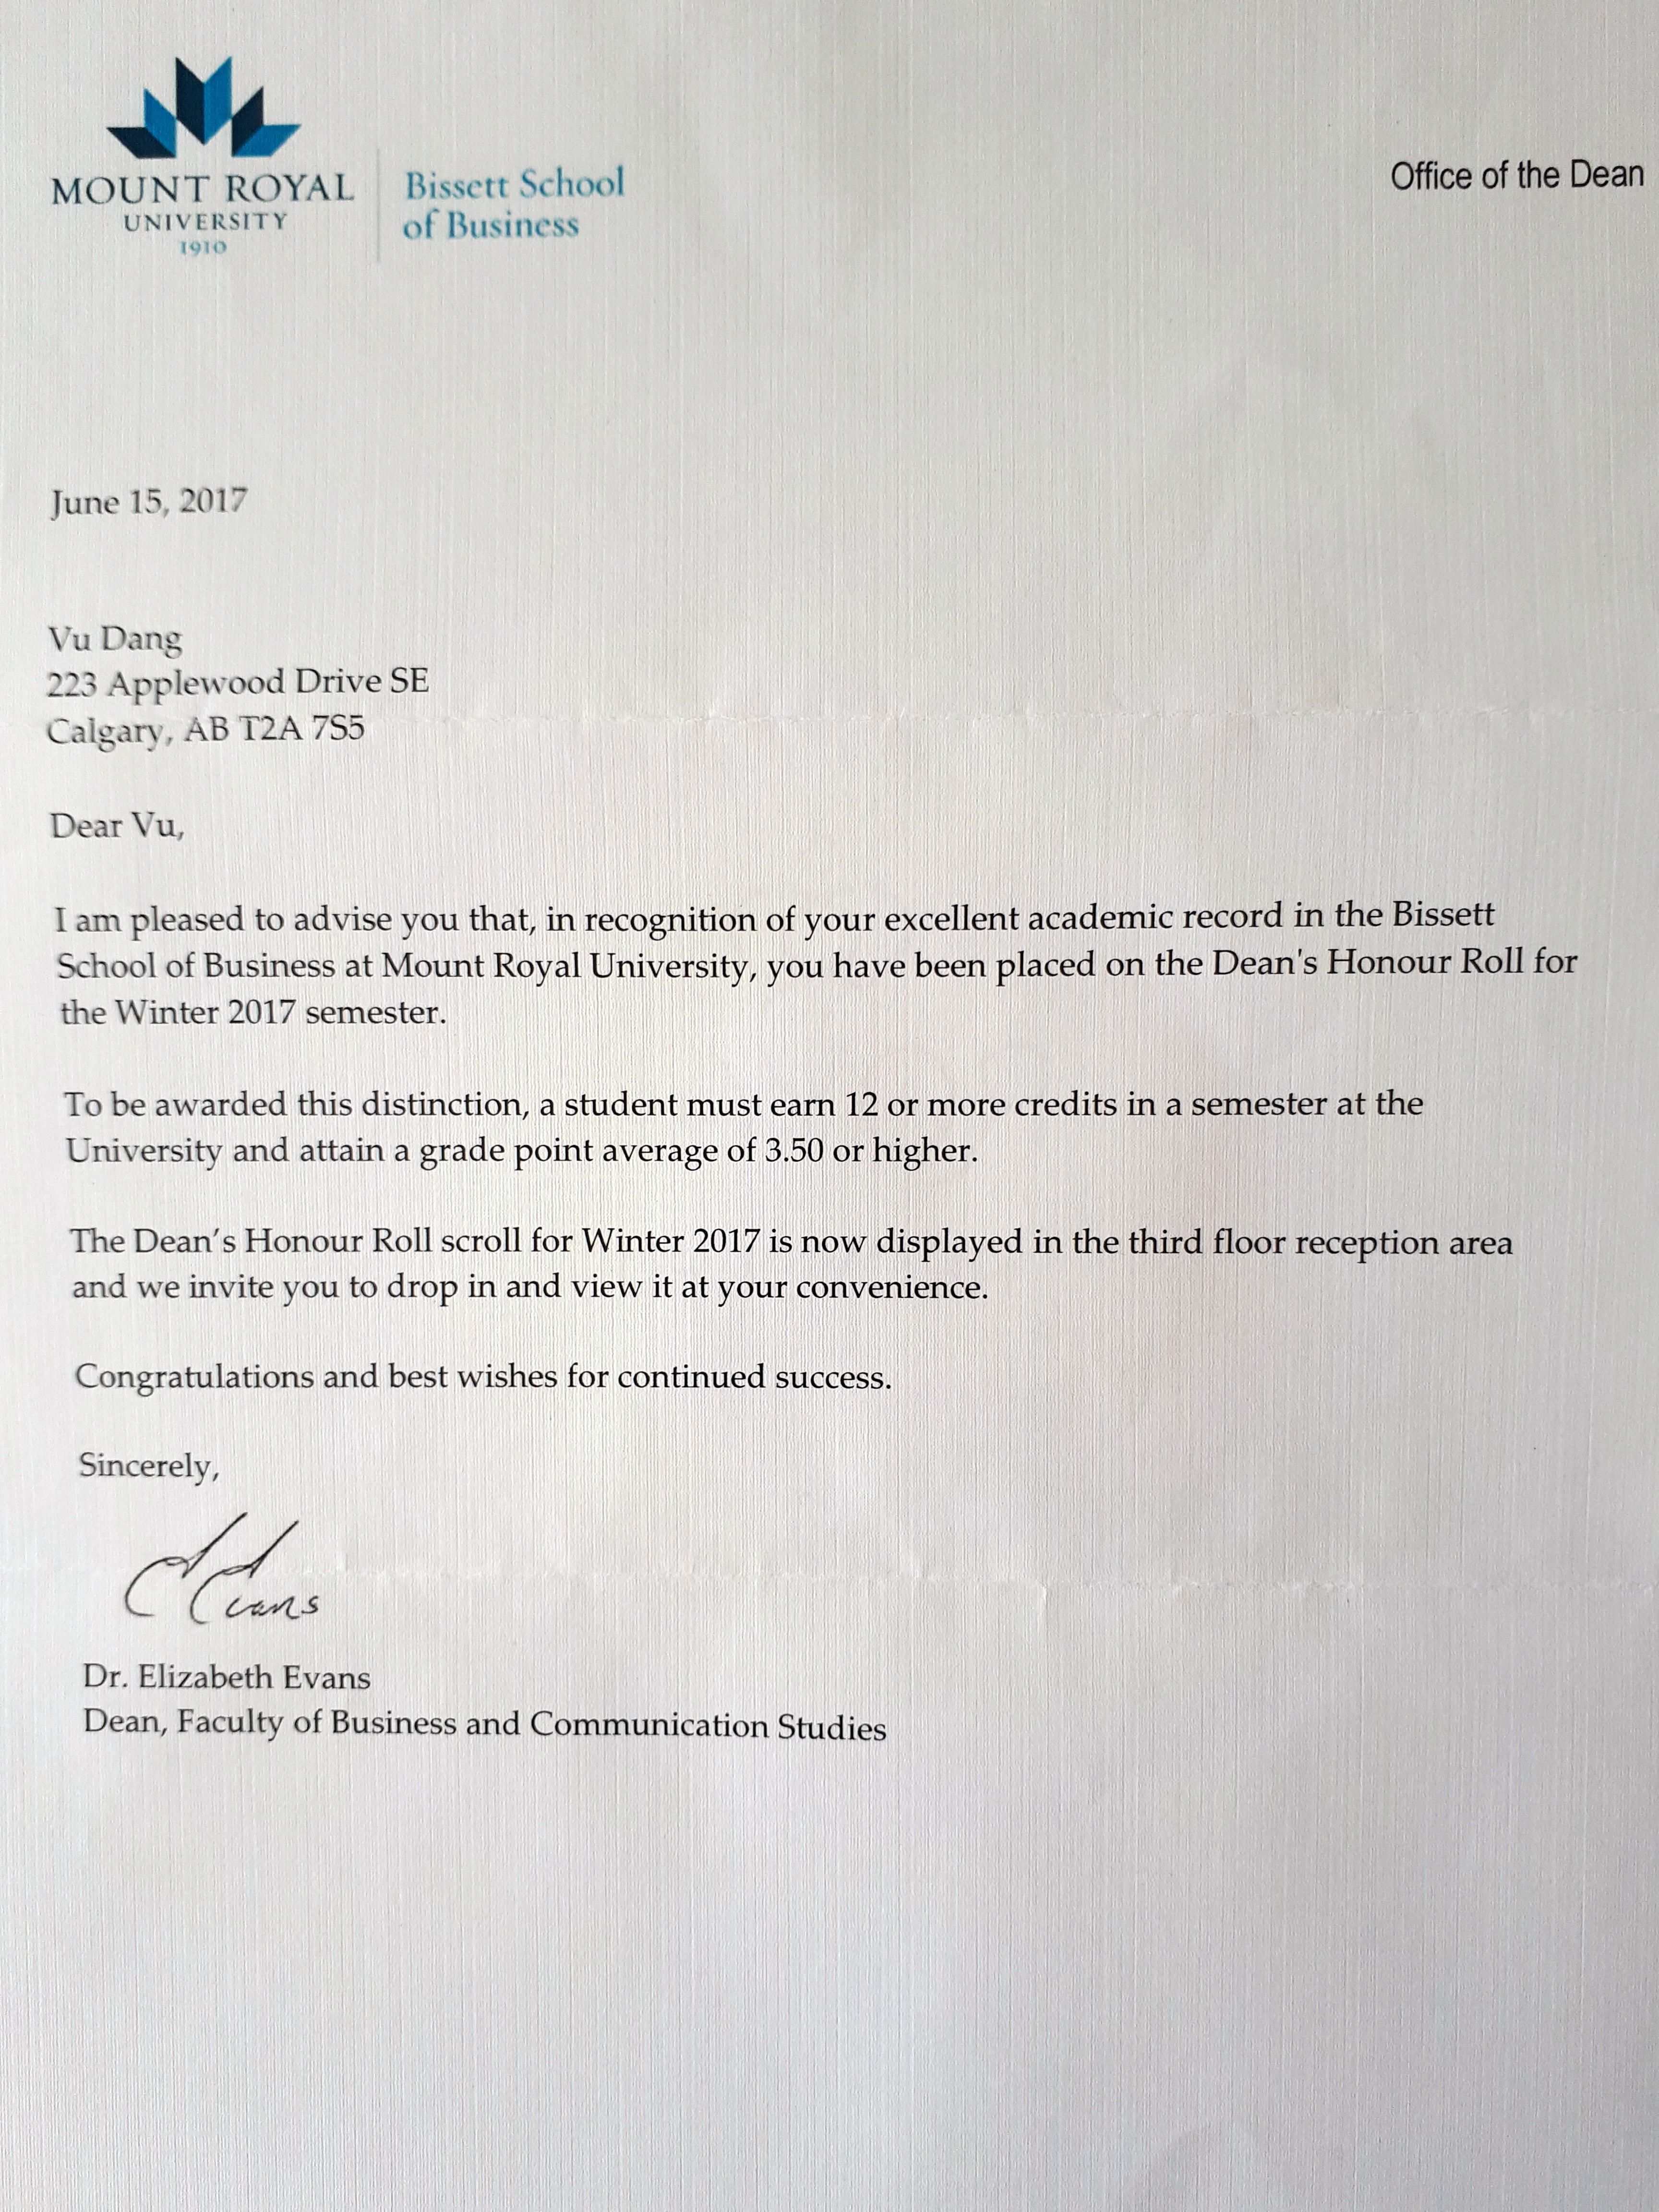 MOUNT ROYAL
UNIVERSITY
1910
Bissett School
of Business
Office of the Dean
June 15, 2017
Vu Dang
223 Applewood Drive SE
Calgary, AB T2A 7S5
Dear Vu,
I am pleased to advise you that, in recognition of your excellent academic record in the Bissett
School of Business at Mount Royal University, you have been placed on the Dean's Honour Roll for
the Winter 2017 semester.
To be awarded this distinction, a student must earn 12 or more credits in a semester at the
University and attain a grade point average of 3.50 or higher.
The Dean’s Honour Roll scroll for Winter 2017 is now displayed in the third floor reception area
and we invite you to drop in and view it at your convenience.
Congratulations and best wishes for continued success.
Sincerely,
Evans
Dr. Elizabeth Evans
Dean, Faculty of Business and Communication Studies